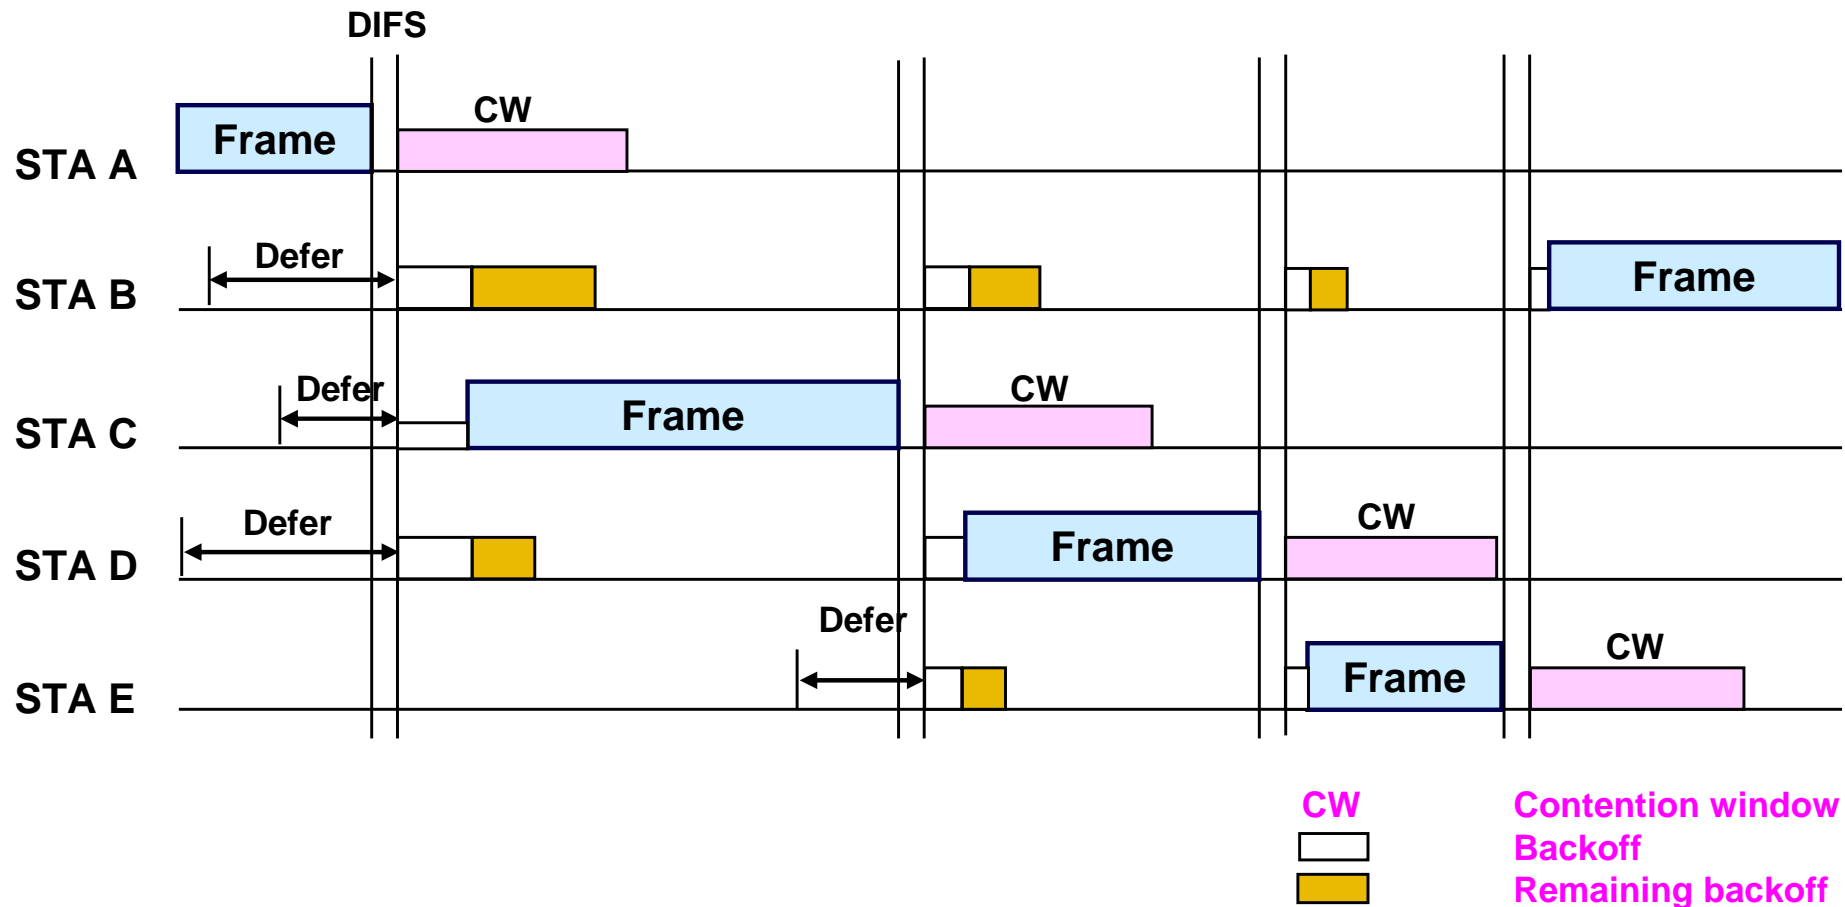 DIFS
CW
Frame
STA A
Defer
Frame
STA B
Defer
CW
Frame
STA C
Defer
CW
Frame
STA D
Defer
CW
Frame
STA E
CW Contention window
Backoff
Remaining backoff